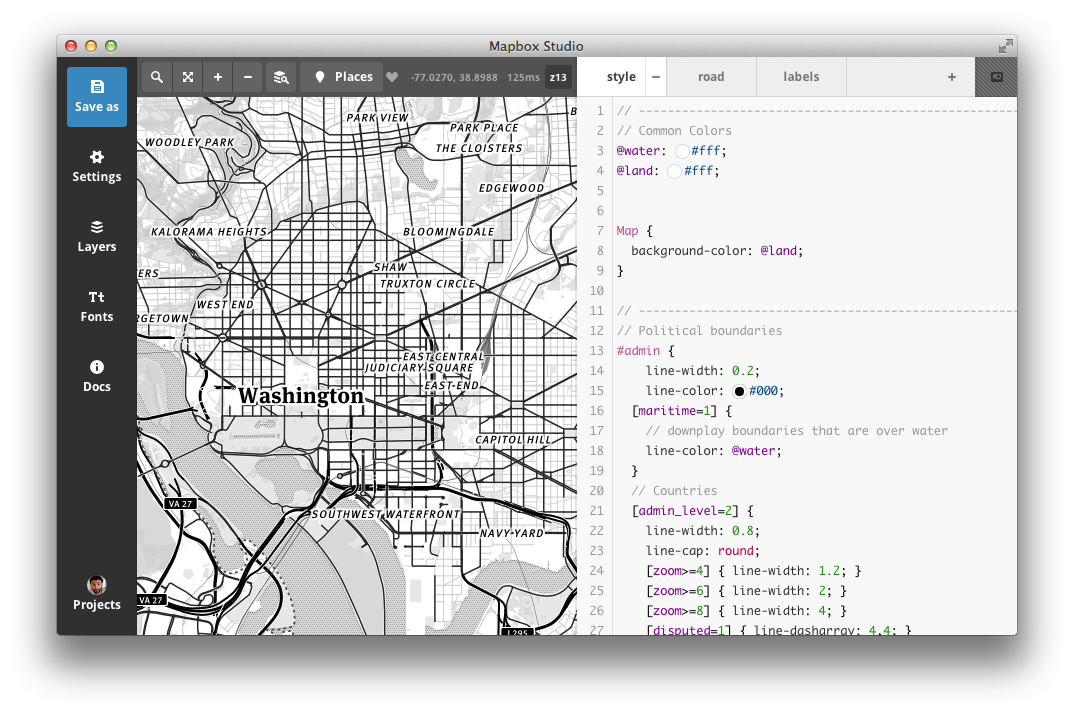 Mapbox Studio
Save as
Settings
Layers
Fonts
Docs
Projects
+ − Places -77.0270, 38.8988 125ms z13
PARK VIEW
B
PARK PLACE
WOODLEY PARK
THE CLOISTERS
EDGEWOOD
KALORAMA HEIGHTS
BLOOMINGDALE
SHAW
ERS
TRUXTON CIRCLE
WEST END
RGETOWN
EAST CENTRAL
JUDICIARY SQUARE
EAST END
Washington
CAPITOL HILL
VA 27
SOUTHWEST WATERFRONT
NAVY YARD
VA 27
I 295
style − road labels +
1 // -----------------------------------------------------
2 // Common Colors
3 @water: #fff;
4 @land: #fff;
5
6
7 Map {
8 background-color: @land;
9 }
10
11 // -----------------------------------------------------
12 // Political boundaries
13 #admin {
14 line-width: 0.2;
15 line-color: #000;
16 [maritime=1] {
17 // downplay boundaries that are over water
18 line-color: @water;
19 }
20 // Countries
21 [admin_level=2] {
22 line-width: 0.8;
23 line-cap: round;
24 [zoom>=4] { line-width: 1.2; }
25 [zoom>=6] { line-width: 2; }
26 [zoom>=8] { line-width: 4; }
27 [disputed=1] { line-dasharray: 4,4; }